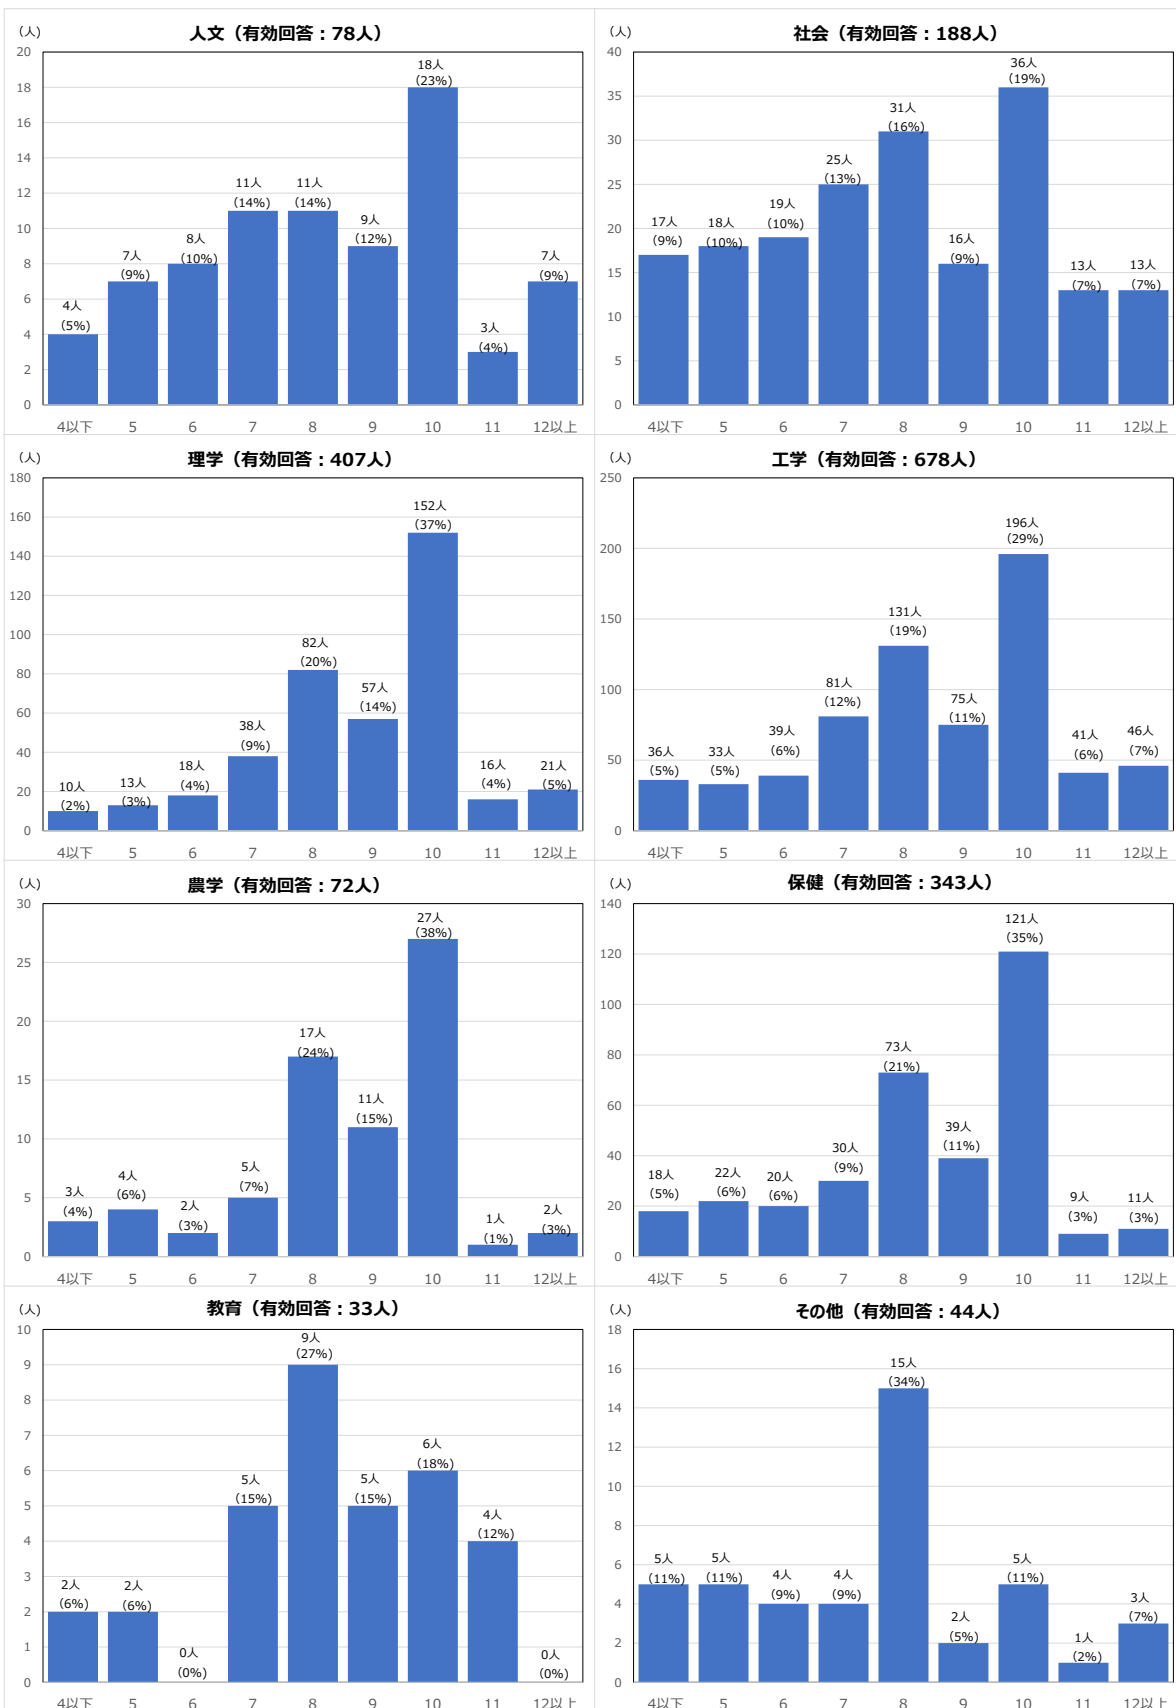 人文（有効回答：78人）
（人）
20
18
16
14
12
10
8
6
4
2
0
4人
（5%）
7人
（9%）
8人
（10%）
11人
（14%）
11人
（14%）
9人
（12%）
18人
（23%）
3人
（4%）
7人
（9%）
4以下 5 6 7 8 9 10 11 12以上
社会（有効回答：188人）
（人）
40
35
30
25
20
15
10
5
0
17人
（9%）
18人
（10%）
19人
（10%）
25人
（13%）
31人
（16%）
16人
（9%）
36人
（19%）
13人
（7%）
13人
（7%）
4以下 5 6 7 8 9 10 11 12以上
理学（有効回答：407人）
（人）
180
160
140
120
100
80
60
40
20
0
10人
（2%）
13人
（3%）
18人
（4%）
38人
（9%）
82人
（20%）
57人
（14%）
152人
（37%）
16人
（4%）
21人
（5%）
4以下 5 6 7 8 9 10 11 12以上
工学（有効回答：678人）
（人）
250
200
150
100
50
0
36人
（5%）
33人
（5%）
39人
（6%）
81人
（12%）
131人
（19%）
75人
（11%）
196人
（29%）
41人
（6%）
46人
（7%）
4以下 5 6 7 8 9 10 11 12以上
農学（有効回答：72人）
（人）
30
25
20
15
10
5
0
3人
（4%）
4人
（6%）
2人
（3%）
5人
（7%）
17人
（24%）
11人
（15%）
27人
（38%）
1人
（1%）
2人
（3%）
4以下 5 6 7 8 9 10 11 12以上
保健（有効回答：343人）
（人）
140
120
100
80
60
40
20
0
18人
（5%）
22人
（6%）
20人
（6%）
30人
（9%）
73人
（21%）
39人
（11%）
121人
（35%）
9人
（3%）
11人
（3%）
4以下 5 6 7 8 9 10 11 12以上
教育（有効回答：33人）
（人）
10
9
8
7
6
5
4
3
2
1
0
2人
（6%）
2人
（6%）
0人
（0%）
5人
（15%）
9人
（27%）
5人
（15%）
6人
（18%）
4人
（12%）
0人
（0%）
4以下 5 6 7 8 9 10 11 12以上
その他（有効回答：44人）
（人）
18
16
14
12
10
8
6
4
2
0
5人
（11%）
5人
（11%）
4人
（9%）
4人
（9%）
15人
（34%）
2人
（5%）
5人
（11%）
1人
（2%）
3人
（7%）
4以下 5 6 7 8 9 10 11 12以上